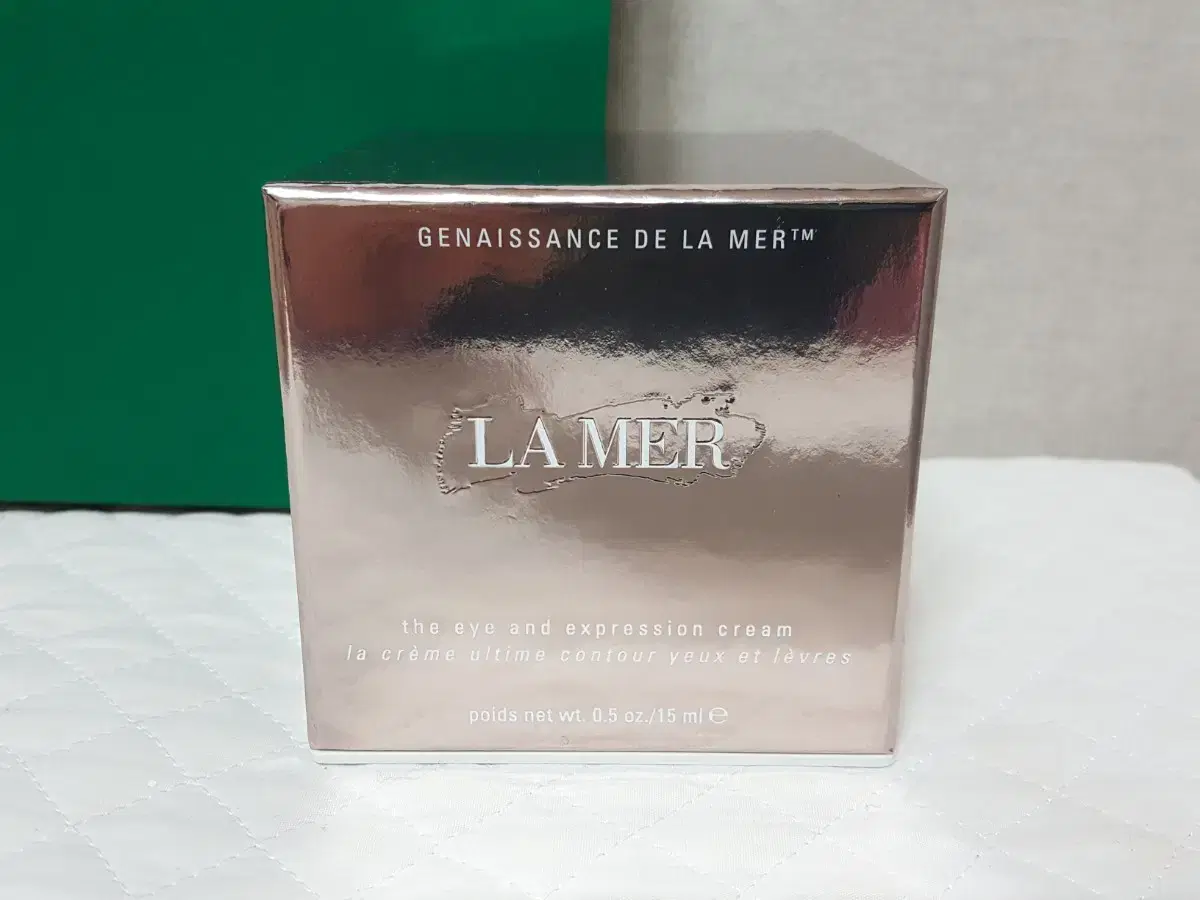 GENAISSANCE DE LA MER™
LA MER
the eye and expression cream
la crème ultime contour yeux et lèvres
poids net wt. 0.5 oz./15 ml ℮